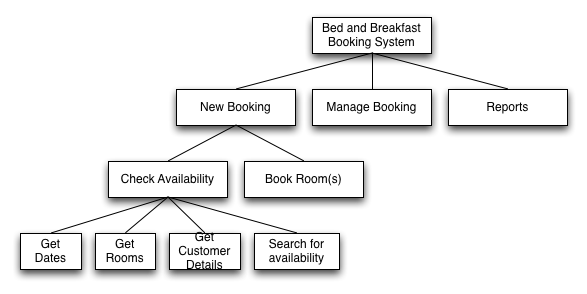 Bed and Breakfast
Booking System
New Booking
Manage Booking
Reports
Check Availability
Book Room(s)
Get
Dates
Get
Rooms
Get
Customer
Details
Search for
availability